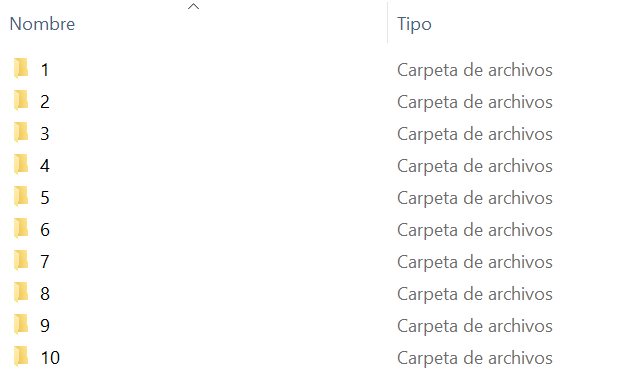 Nombre Tipo
1 Carpeta de archivos
2 Carpeta de archivos
3 Carpeta de archivos
4 Carpeta de archivos
5 Carpeta de archivos
6 Carpeta de archivos
7 Carpeta de archivos
8 Carpeta de archivos
9 Carpeta de archivos
10 Carpeta de archivos